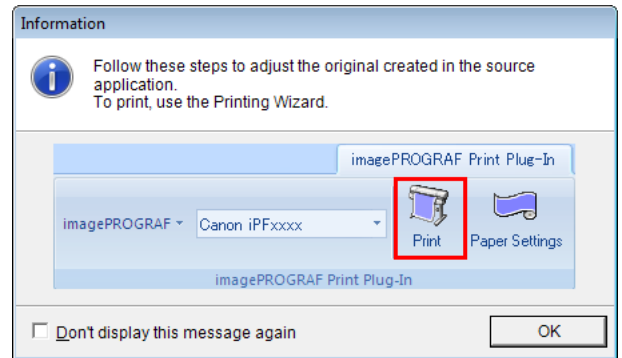 Information
Follow these steps to adjust the original created in the source
application.
To print, use the Printing Wizard.
imagePROGRAF Print Plug-In
imagePROGRAF
Canon iPFxxxx
Print
Paper Settings
imagePROGRAF Print Plug-In
Don't display this message again
OK